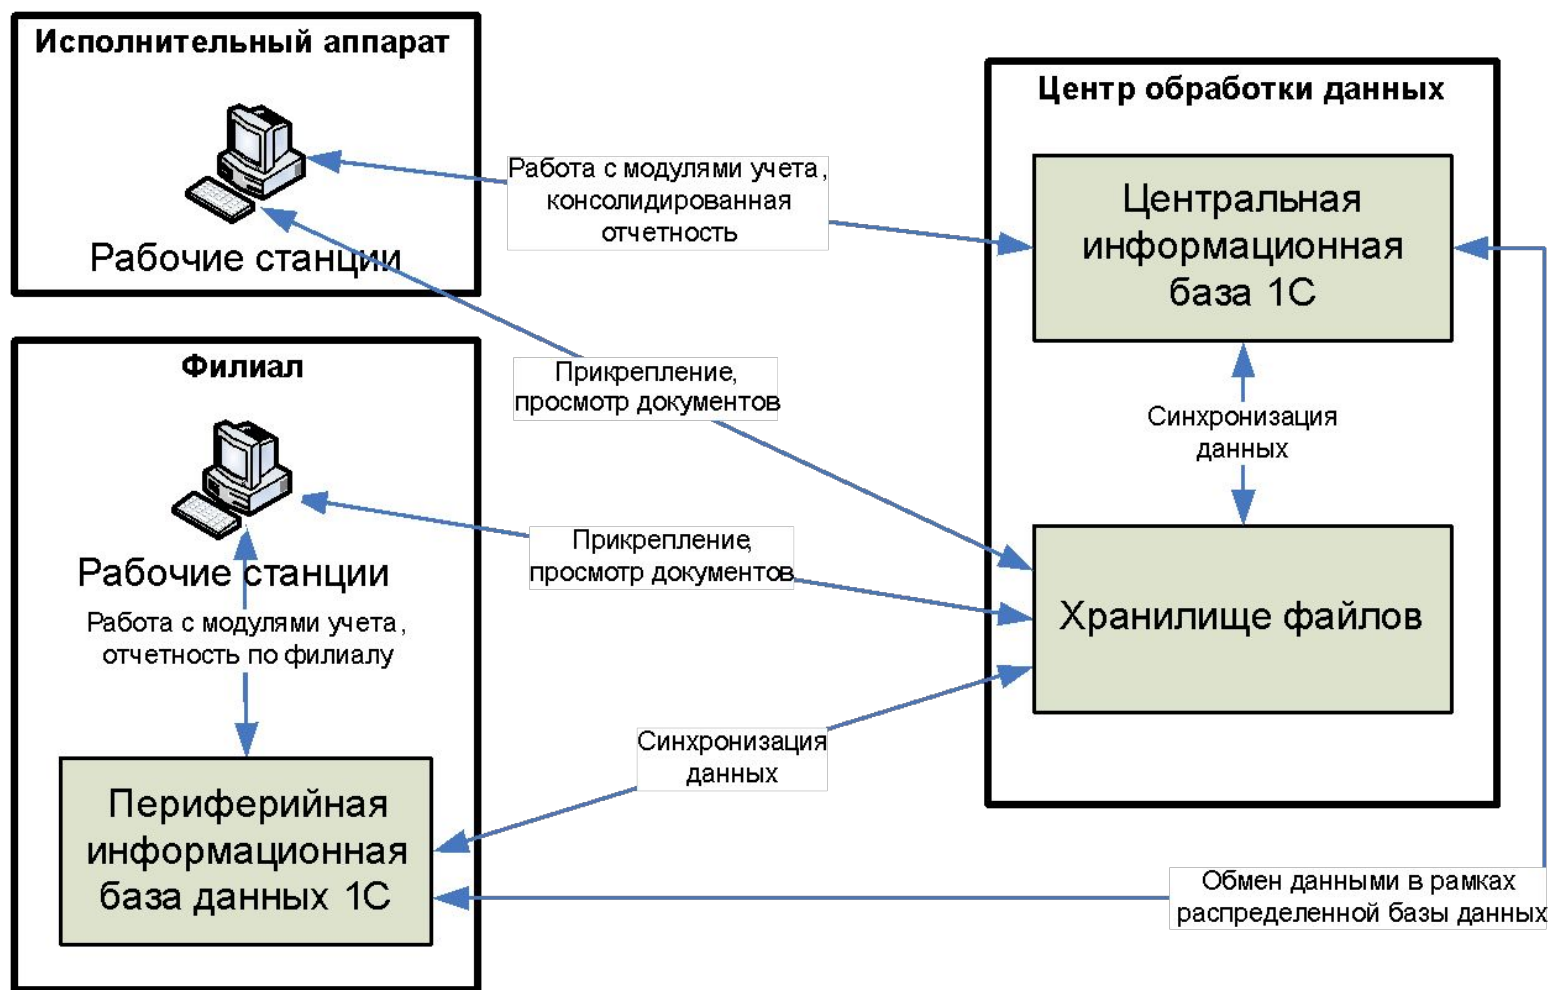 Исполнительный аппарат
Рабочие станции
Филиал
Рабочие станции
Работа с модулями учета,
отчетность по филиалу
Периферийная
информационная
база данных 1С
Работа с модулями учета,
консолидированная
отчетность
Прикрепление,
просмотр документов
Прикрепление,
просмотр документов
Синхронизация
данных
Центр обработки данных
Центральная
информационная
база 1С
Синхронизация
данных
Хранилище файлов
Обмен данными в рамках
распределенной базы данных